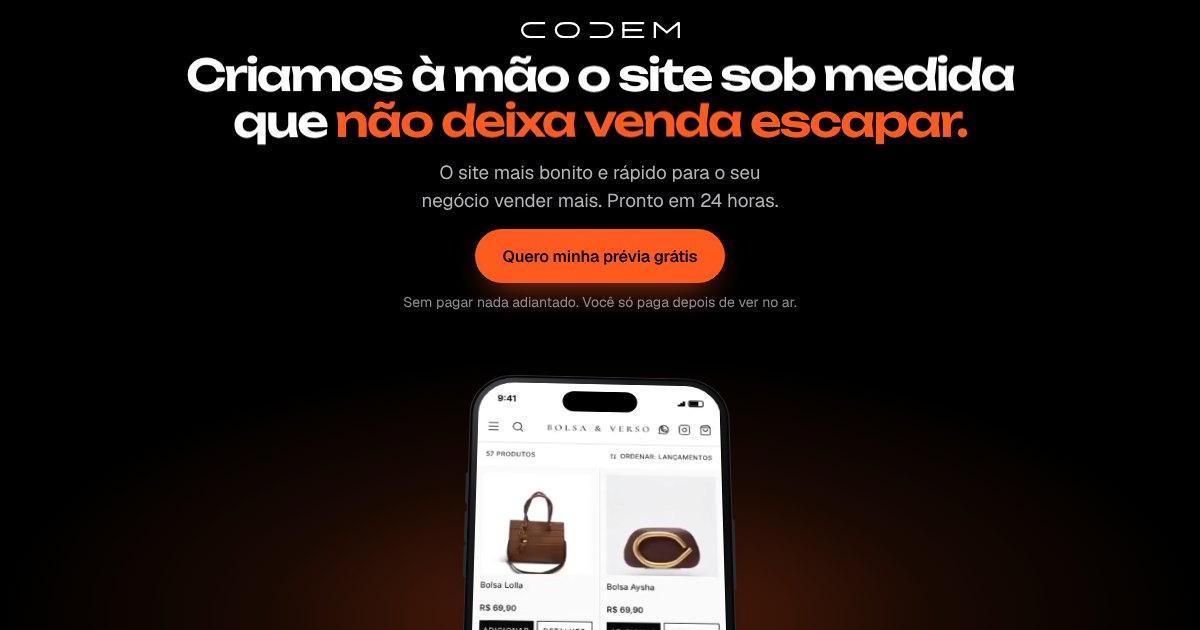 CODEM
Criamos à mão o site sob medida
que não deixa venda escapar.
O site mais bonito e rápido para o seu
negócio vender mais. Pronto em 24 horas.
Quero minha prévia grátis
Sem pagar nada adiantado. Você só paga depois de ver no ar.
9:41
BOLSA & VERSO
57 PRODUTOS
ORDENAR: LANÇAMENTOS
Bolsa Lolla
Bolsa Aysha
R$ 69,90
R$ 69,90